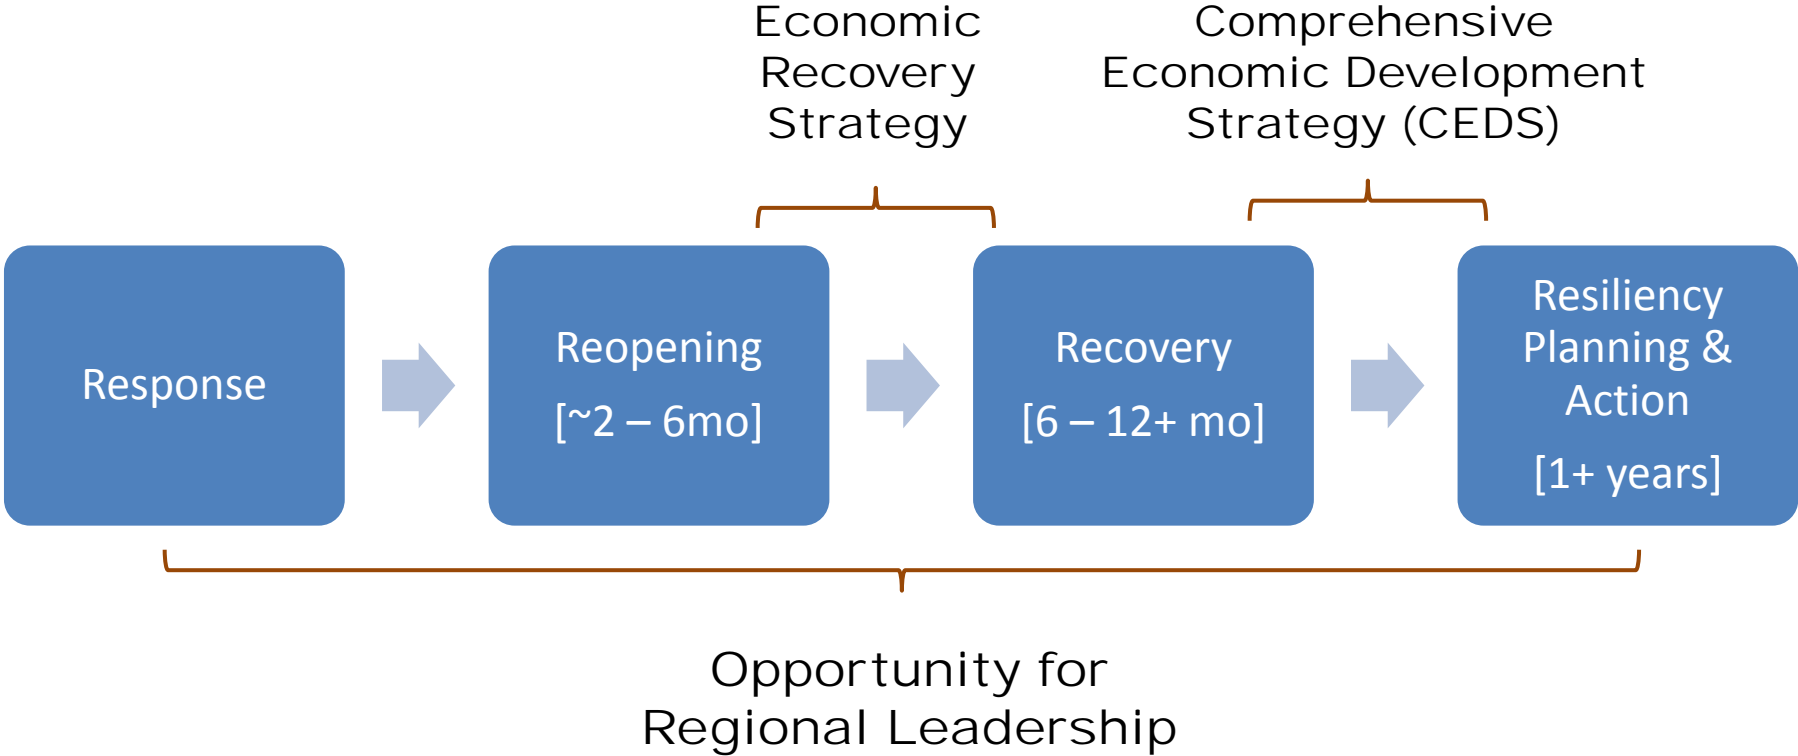 Economic
Recovery
Strategy
Comprehensive
Economic Development
Strategy (CEDS)
Response
Reopening
[~2 – 6mo]
Recovery
[6 – 12+ mo]
Resiliency
Planning &
Action
[1+ years]
Opportunity for
Regional Leadership